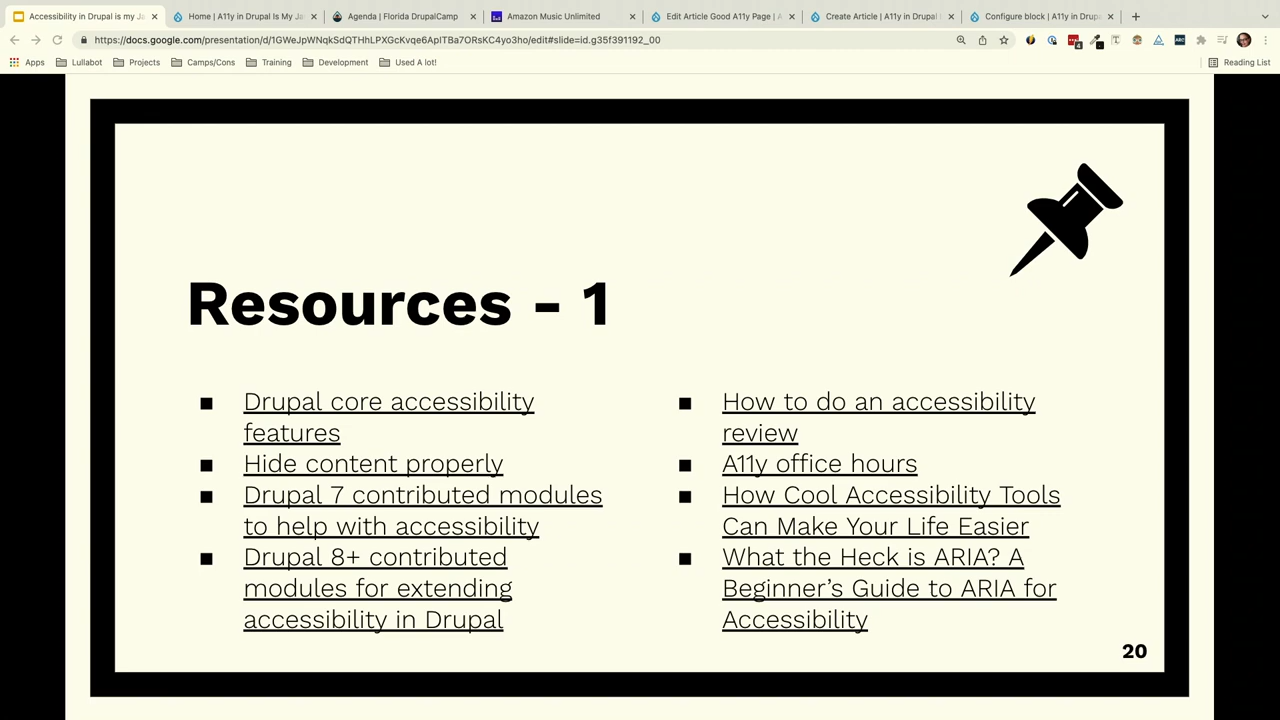 Accessibility in Drupal is my Ja
Home | A11y in Drupal Is My Ja
Agenda | Florida DrupalCamp
Amazon Music Unlimited
Edit Article Good A11y Page | A
Create Article | A11y in Drupal I
Configure block | A11y in Drupa
https://docs.google.com/presentation/d/1GWeJpWNqkSdQTHhLPXGcKvqe6ApITBa7ORsKC4yo3ho/edit#slide=id.g35f391192_00
Apps
Lullabot
Projects
Camps/Cons
Training
Development
Used A lot!
Reading List
Resources - 1
Drupal core accessibility
features
Hide content properly
Drupal 7 contributed modules
to help with accessibility
Drupal 8+ contributed
modules for extending
accessibility in Drupal
How to do an accessibility
review
A11y office hours
How Cool Accessibility Tools
Can Make Your Life Easier
What the Heck is ARIA? A
Beginner’s Guide to ARIA for
Accessibility
20